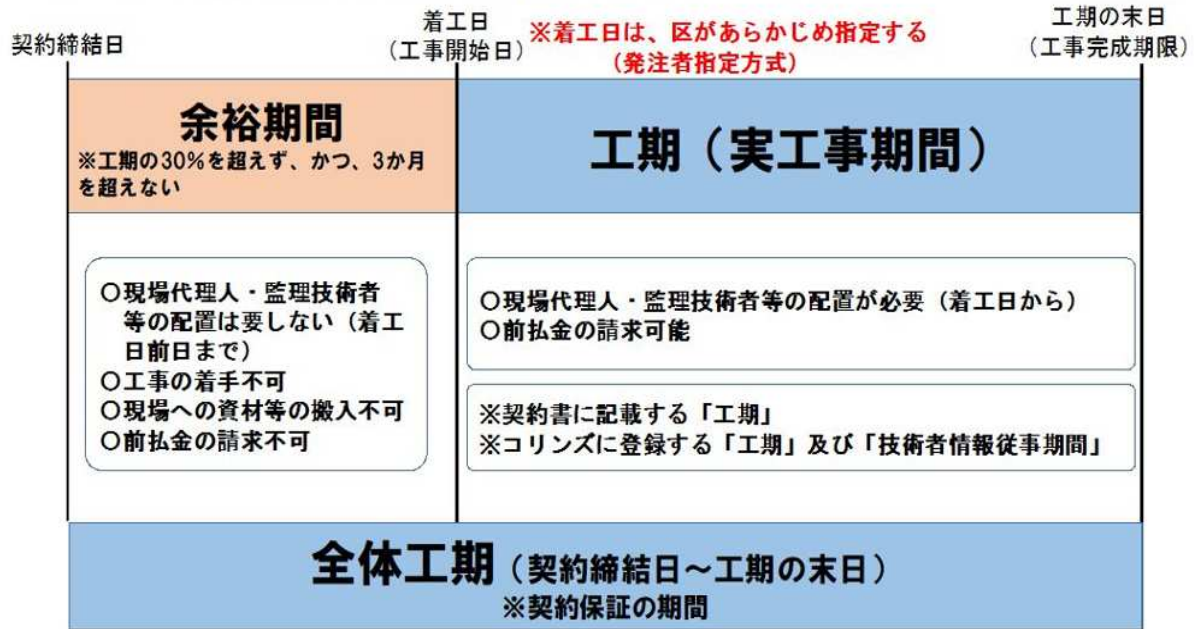 契約締結日
着工日
(工事開始日)
※着工日は、区があらかじめ指定する
(発注者指定方式)
工期の末日
(工事完成期限)
余裕期間
※工期の30%を超えず、かつ、3か月
を超えない
工期(実工事期間)
○現場代理人・監理技術者
等の配置は要しない(着工
日前日まで)
○工事の着手不可
○現場への資材等の搬入不可
○前払金の請求不可
○現場代理人・監理技術者等の配置が必要(着工日から)
○前払金の請求可能
※契約書に記載する「工期」
※コリンズに登録する「工期」及び「技術者情報従事期間」
全体工期(契約締結日~工期の末日)
※契約保証の期間